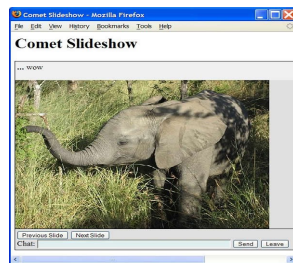 Comet Slideshow - Mozilla Firefox
File Edit View History Bookmarks Tools Help
Comet Slideshow
... wow
Previous Slide Next Slide
Chat: Send Leave